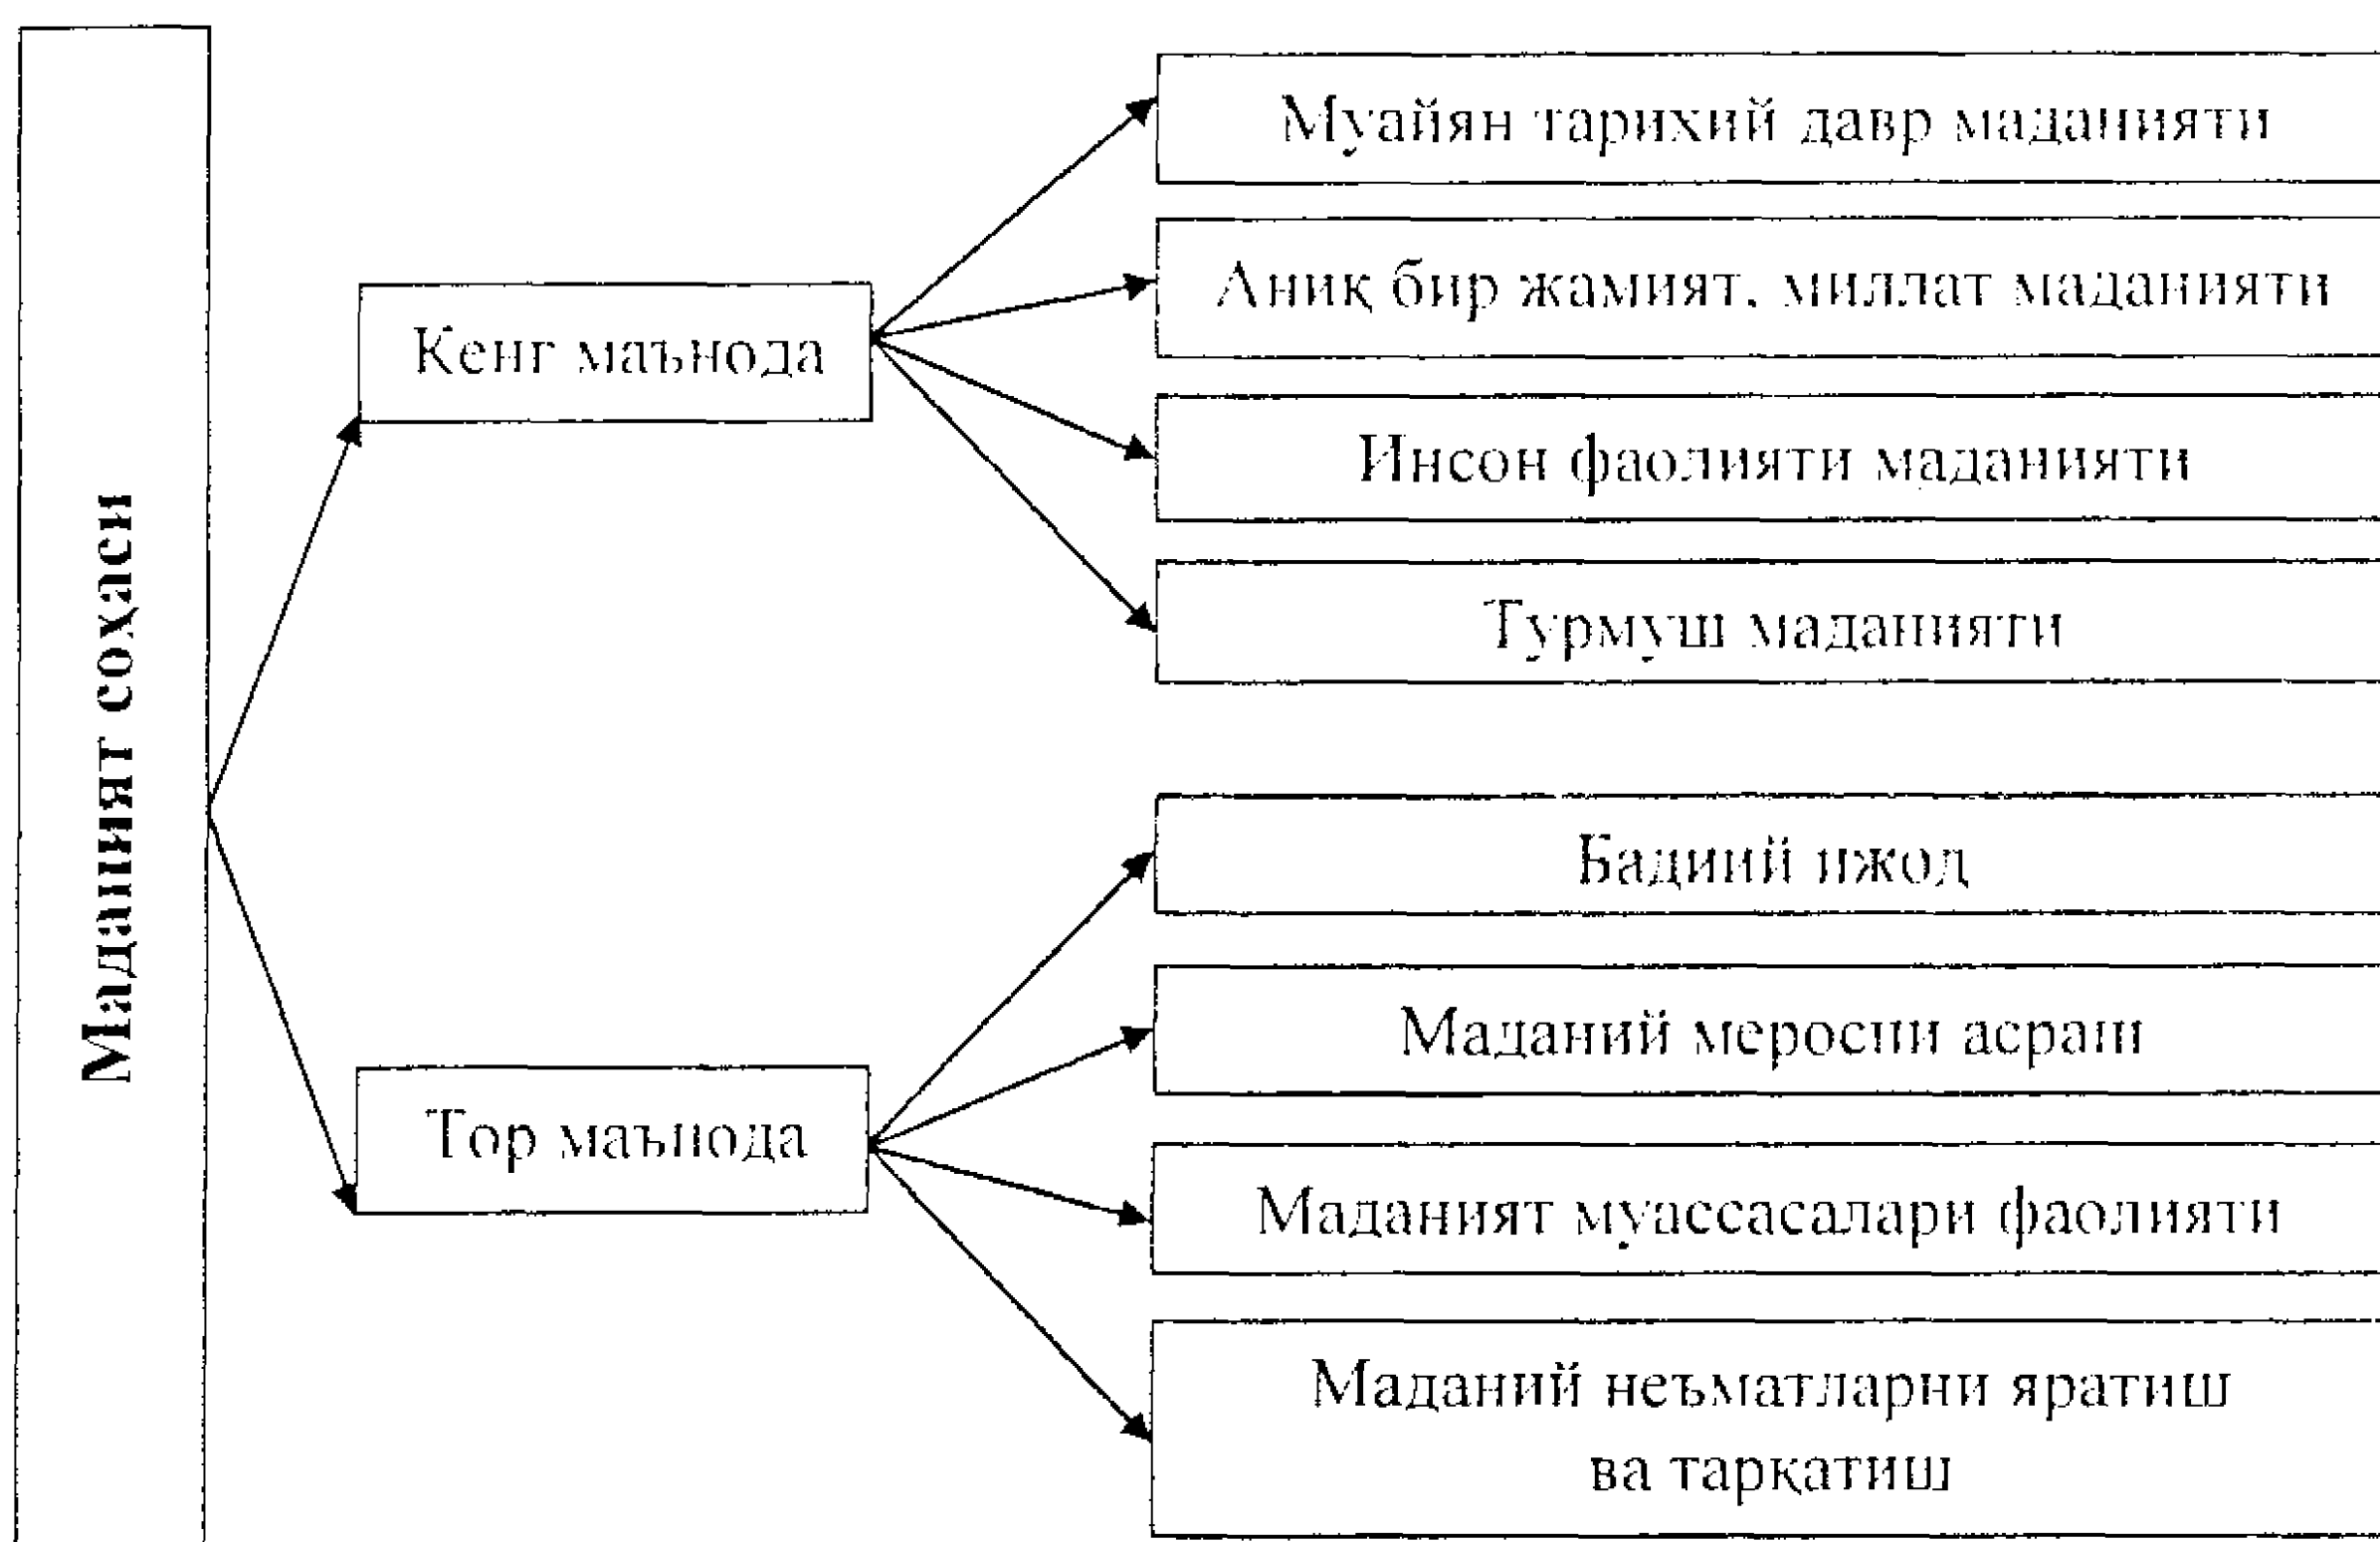 Маданият соҳаси
Кенг маънода
Муайян тарихий давр маданияти
Аниқ бир жамият, миллат маданияти
Инсон фаолияти маданияти
Турмуш маданияти
Тор маънода
Бадиий ижод
Маданий меросни асраш
Маданият муассасалари фаолияти
Маданий неъматларни яратиш
ва тарқатиш